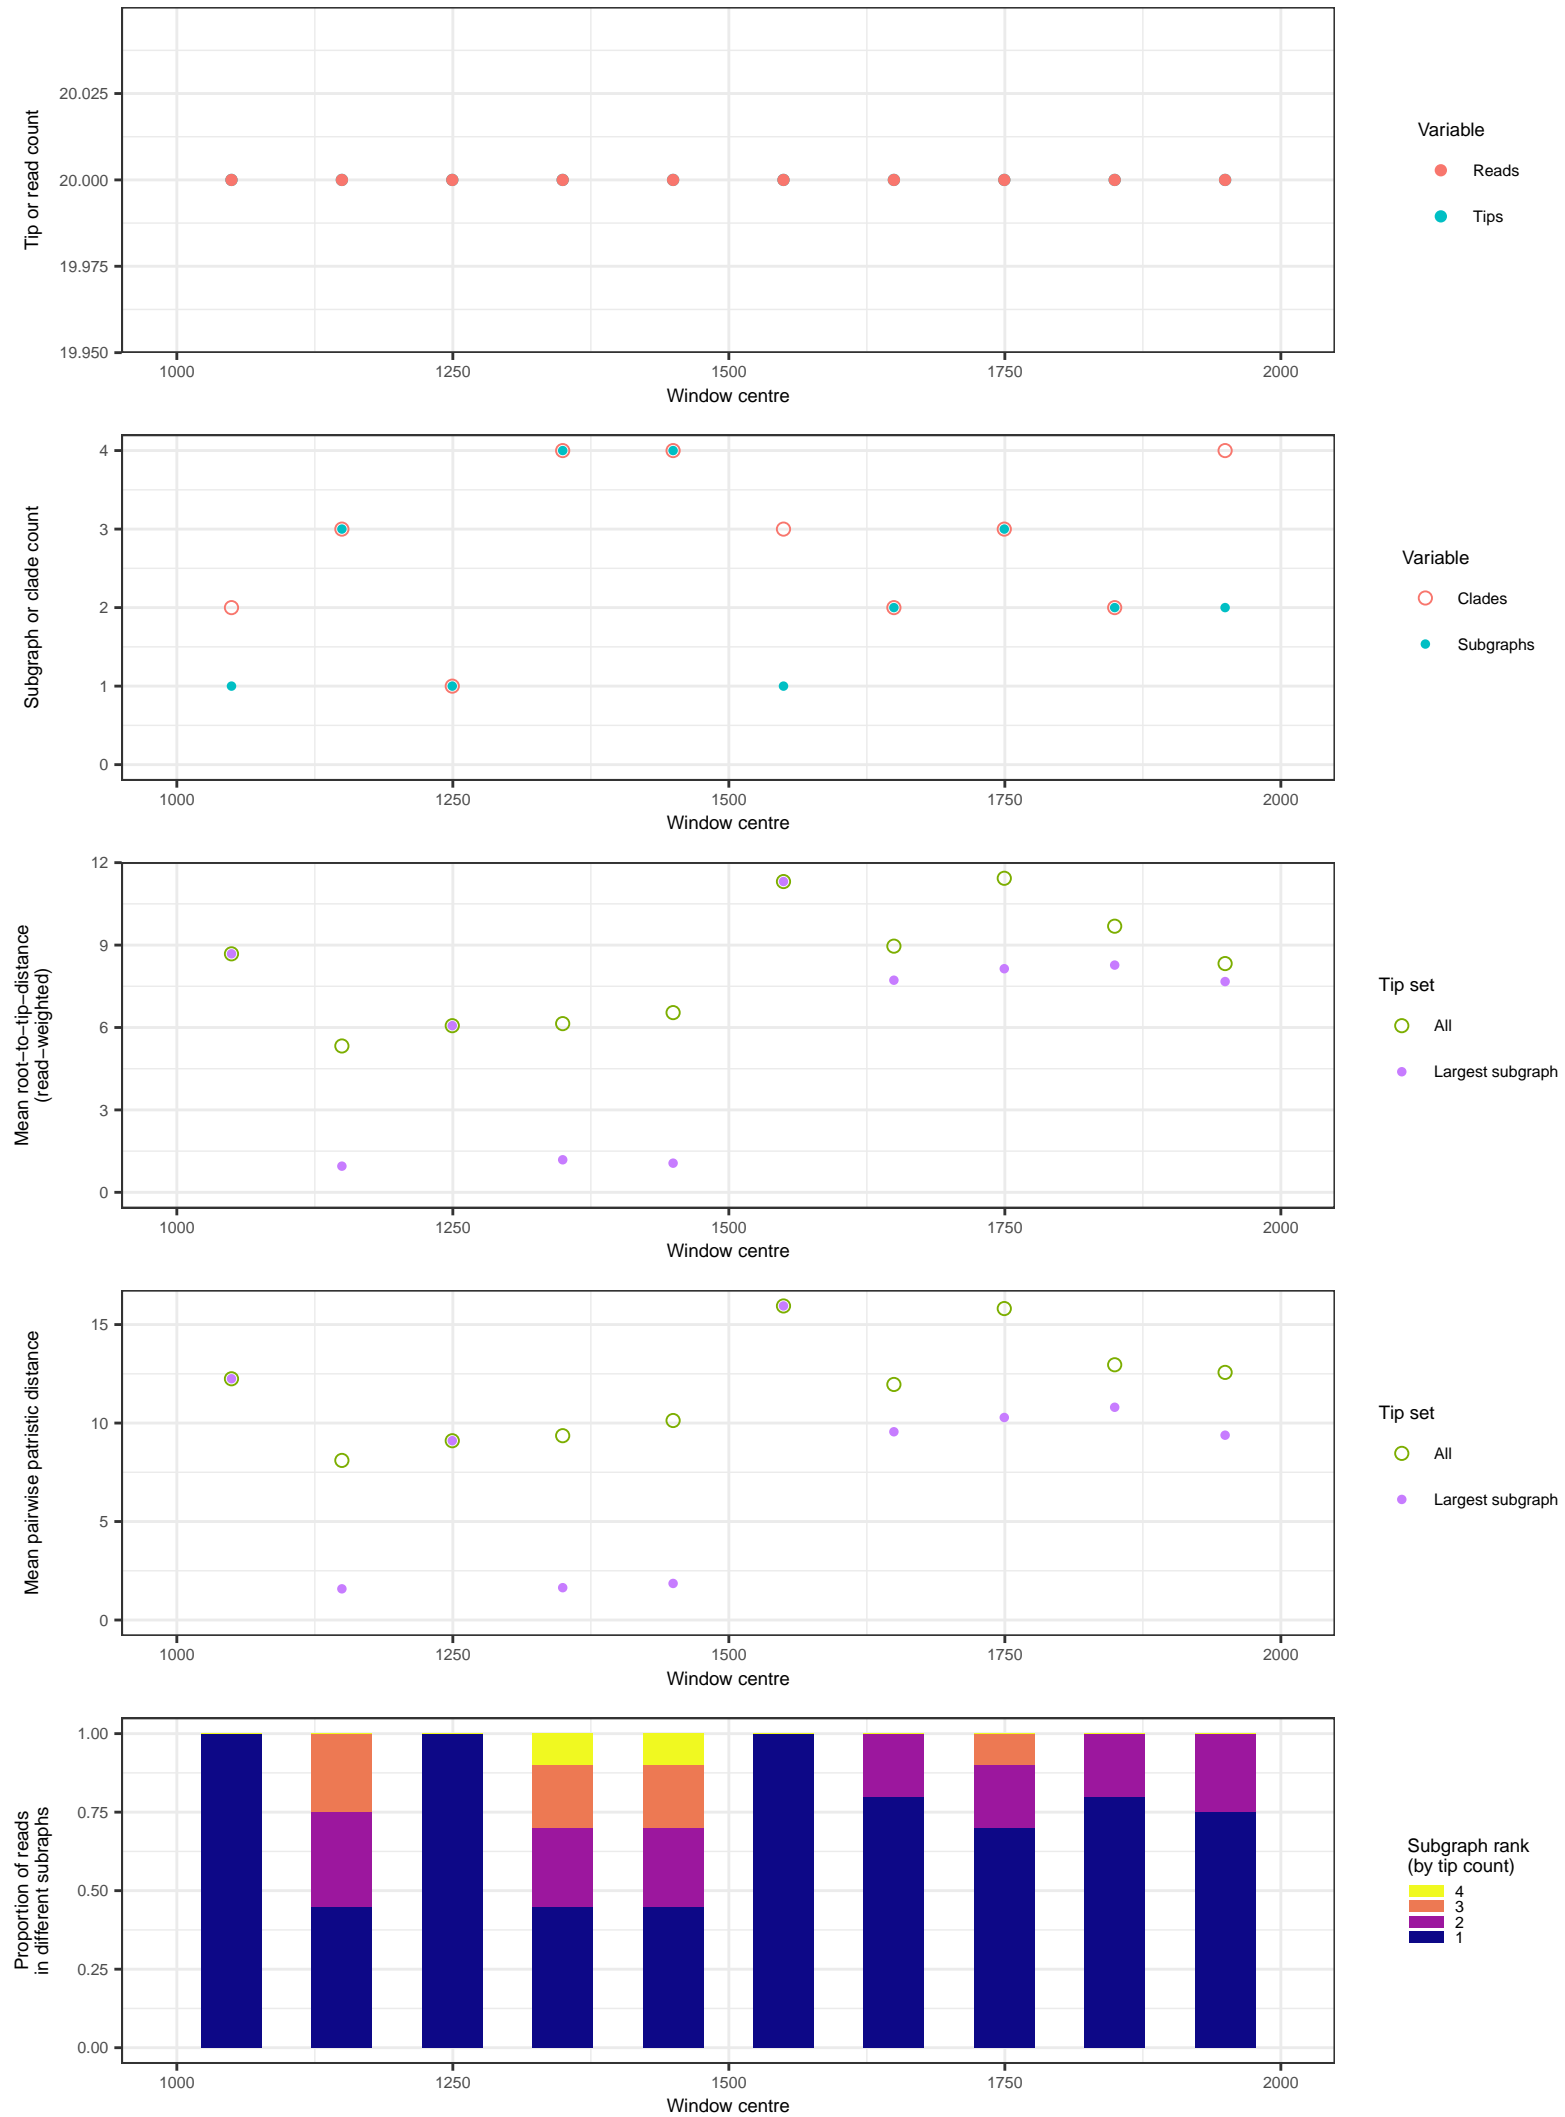 Tip or read count
20.025
20.000
19.975
19.950
1000 1250 1500 1750 2000
Window centre
Variable
Reads
Tips
Subgraph or clade count
4
3
2
1
0
1000 1250 1500 1750 2000
Window centre
Variable
Clades
Subgraphs
Mean root−to−tip−distance
(read−weighted)
12
9
6
3
0
1000 1250 1500 1750 2000
Window centre
Tip set
All
Largest subgraph
Mean pairwise patristic distance
15
10
5
0
1000 1250 1500 1750 2000
Window centre
Tip set
All
Largest subgraph
Proportion of reads
in different subraphs
1.00
0.75
0.50
0.25
0.00
1000 1250 1500 1750 2000
Window centre
Subgraph rank
(by tip count)
4
3
2
1